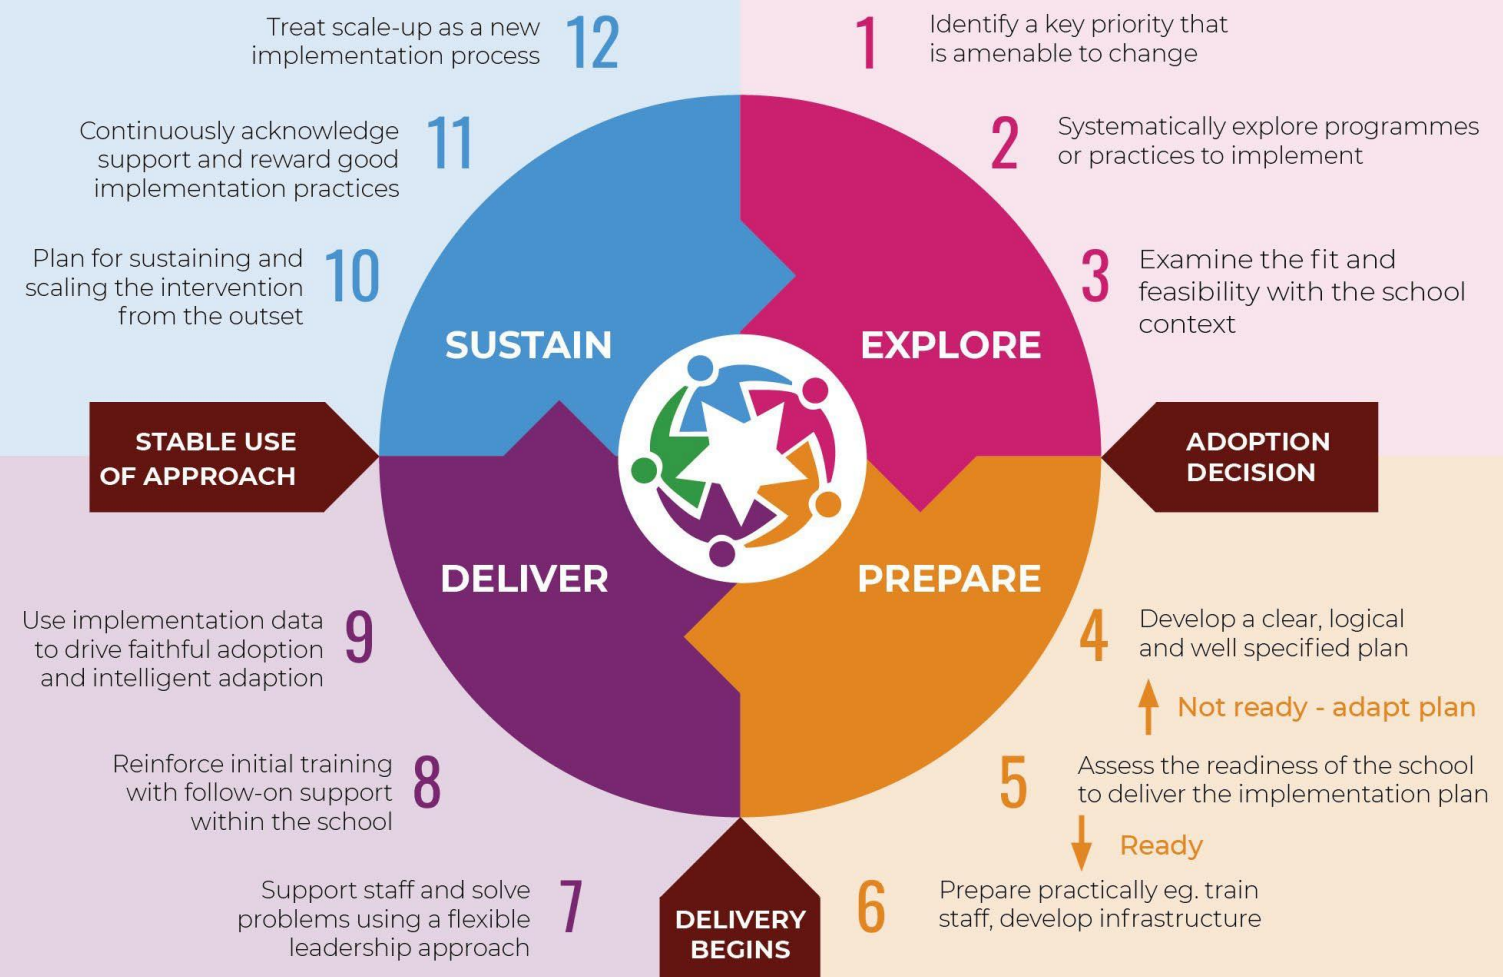 1
Identify a key priority that
is amenable to change
2
Systematically explore programmes
or practices to implement
3
Examine the fit and
feasibility with the school
context
EXPLORE
ADOPTION
DECISION
PREPARE
4
Develop a clear, logical
and well specified plan
Not ready - adapt plan
5
Assess the readiness of the school
to deliver the implementation plan
Ready
6
Prepare practically eg. train
staff, develop infrastructure
DELIVERY
BEGINS
DELIVER
7
Support staff and solve
problems using a flexible
leadership approach
8
Reinforce initial training
with follow-on support
within the school
9
Use implementation data
to drive faithful adoption
and intelligent adaption
STABLE USE
OF APPROACH
SUSTAIN
10
Plan for sustaining and
scaling the intervention
from the outset
11
Continuously acknowledge
support and reward good
implementation practices
12
Treat scale-up as a new
implementation process